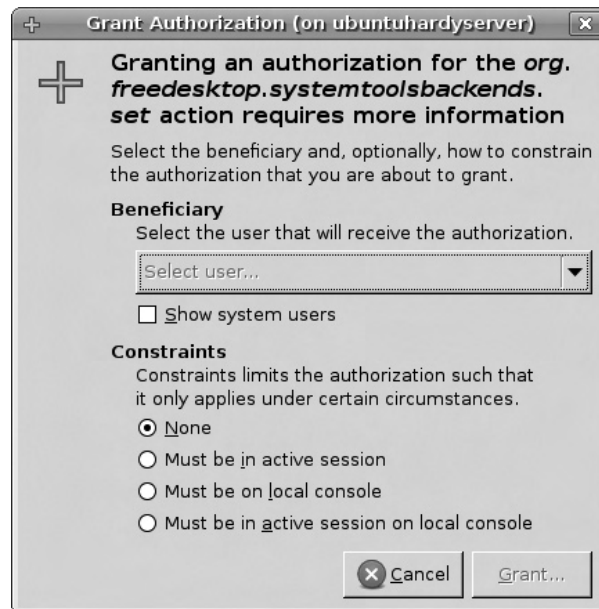 Grant Authorization (on ubuntuhardyserver)
Granting an authorization for the org.
freedesktop.systemtoolsbackends.
set action requires more information
Select the beneficiary and, optionally, how to constrain
the authorization that you are about to grant.
Beneficiary
Select the user that will receive the authorization.
Select user...
Show system users
Constraints
Constraints limits the authorization such that
it only applies under certain circumstances.
None
Must be in active session
Must be on local console
Must be in active session on local console
Cancel
Grant...